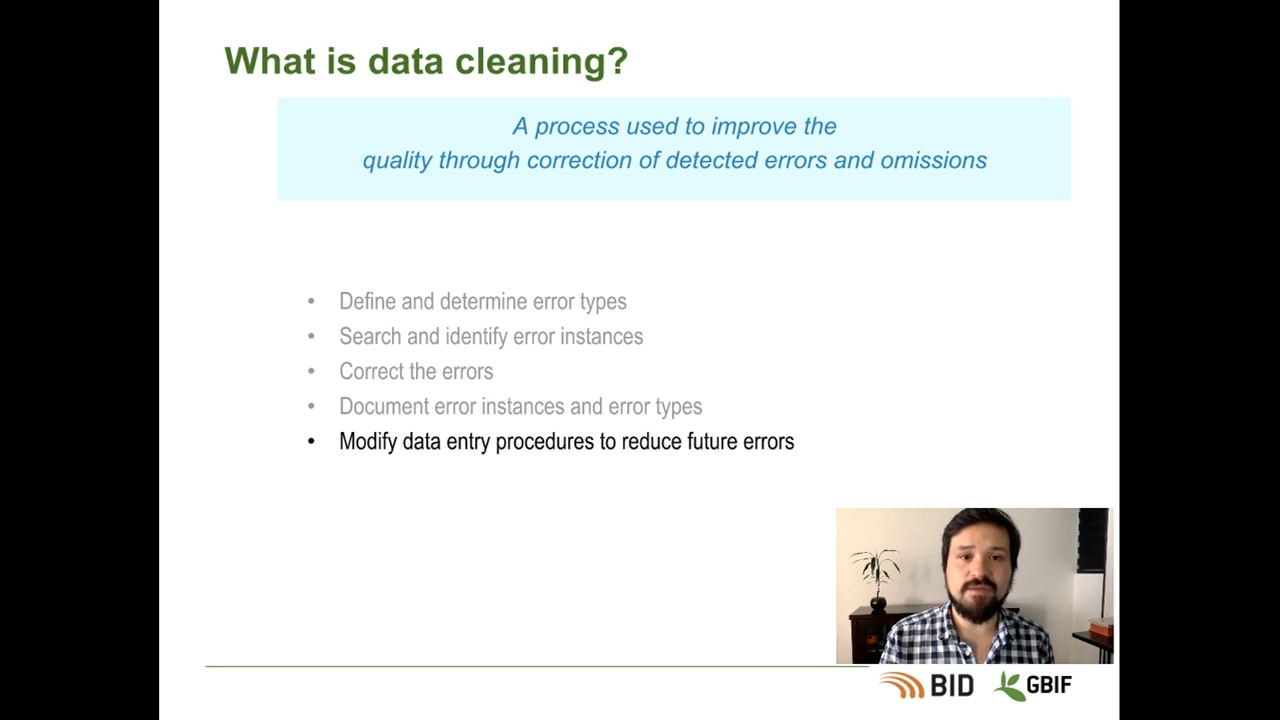 What is data cleaning?
A process used to improve the
quality through correction of detected errors and omissions
• Define and determine error types
• Search and identify error instances
• Correct the errors
• Document error instances and error types
• Modify data entry procedures to reduce future errors
BID GBIF